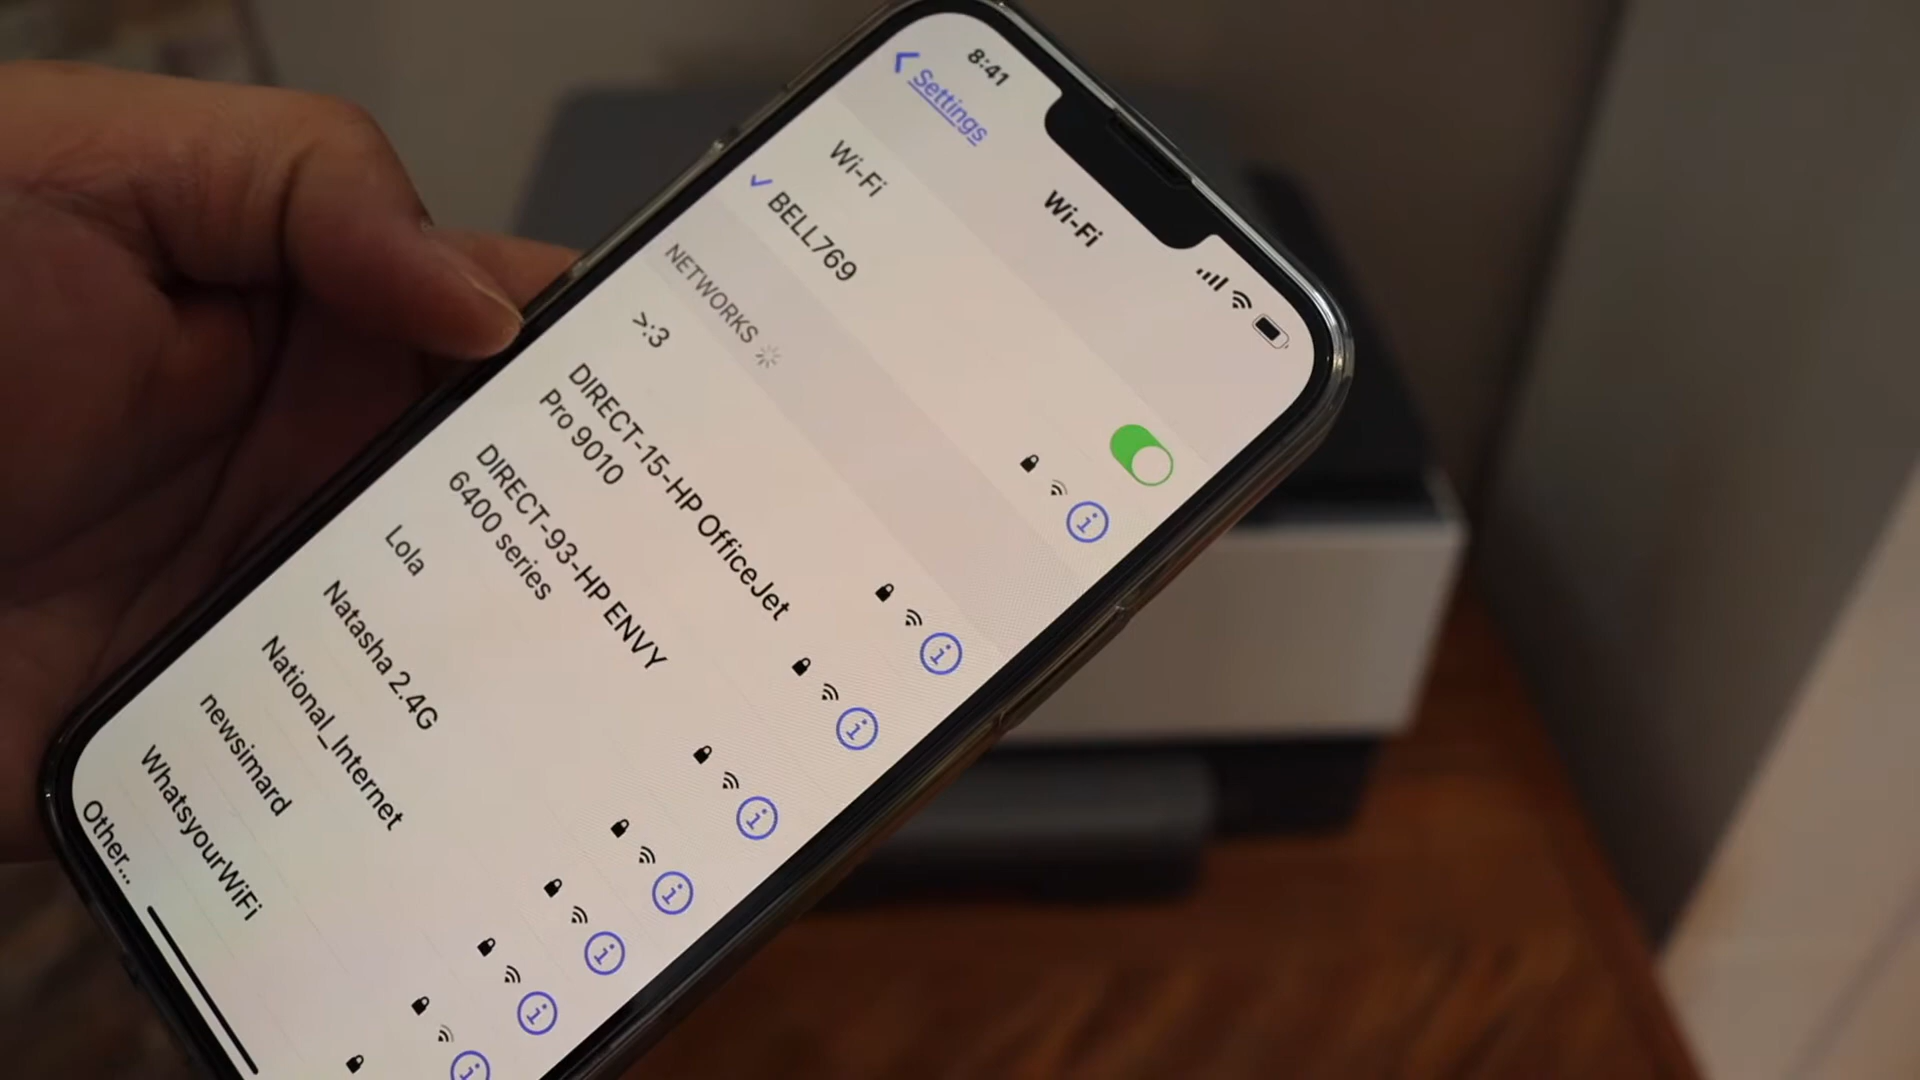 8:41
Settings
Wi-Fi
Wi-Fi
BELL769
NETWORKS
>:3
DIRECT-15-HP OfficeJet
Pro 9010
DIRECT-93-HP ENVY
6400 series
Lola
Natasha 2.4G
National_Internet
newsimard
WhatsyourWiFi
Other...